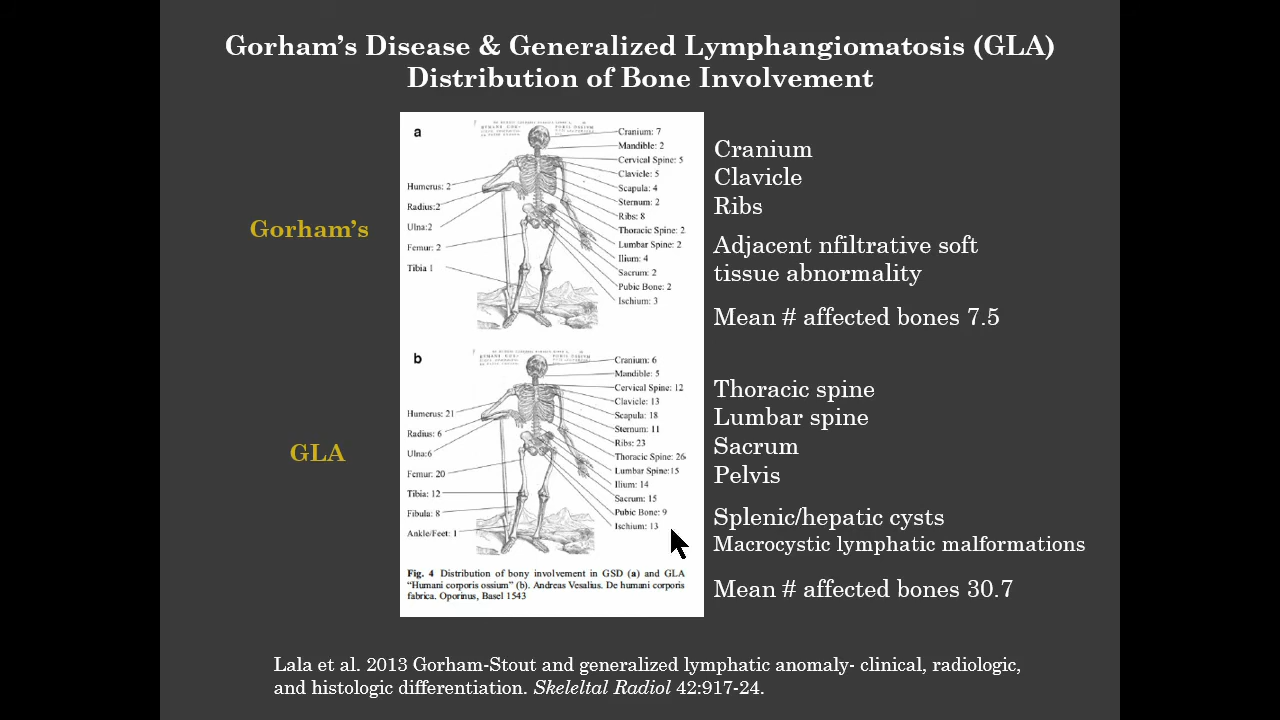 Gorham's Disease & Generalized Lymphangiomatosis (GLA)
Distribution of Bone Involvement
Gorham's
a
Cranium: 7
Mandible: 2
Cervical Spine: 5
Clavicle: 5
Scapula: 4
Sternum: 2
Ribs: 8
Thoracic Spine: 2
Lumbar Spine: 2
Ilium: 4
Sacrum: 2
Pubic Bone: 2
Ischium: 3
Humerus: 2
Radius:2
Ulna:2
Femur: 2
Tibia 1
Cranium
Clavicle
Ribs
Adjacent nfiltrative soft
tissue abnormality
Mean # affected bones 7.5
GLA
b
Cranium: 6
Mandible: 5
Cervical Spine: 12
Clavicle: 13
Scapula: 18
Sternum: 11
Ribs: 23
Thoracic Spine: 26
Lumbar Spine:15
Ilium: 14
Sacrum: 15
Pubic Bone: 9
Ischium: 13
Humerus: 21
Radius: 6
Ulna:6
Femur: 20
Tibia: 12
Fibula: 8
Ankle/Feet: 1
Thoracic spine
Lumbar spine
Sacrum
Pelvis
Splenic/hepatic cysts
Macrocystic lymphatic malformations
Mean # affected bones 30.7
Fig. 4 Distribution of bony involvement in GSD (a) and GLA
"Humani corporis ossium" (b). Andreas Vesalius. De humani corporis
fabrica. Oporinus, Basel 1543
Lala et al. 2013 Gorham-Stout and generalized lymphatic anomaly- clinical, radiologic,
and histologic differentiation. Skeleltal Radiol 42:917-24.